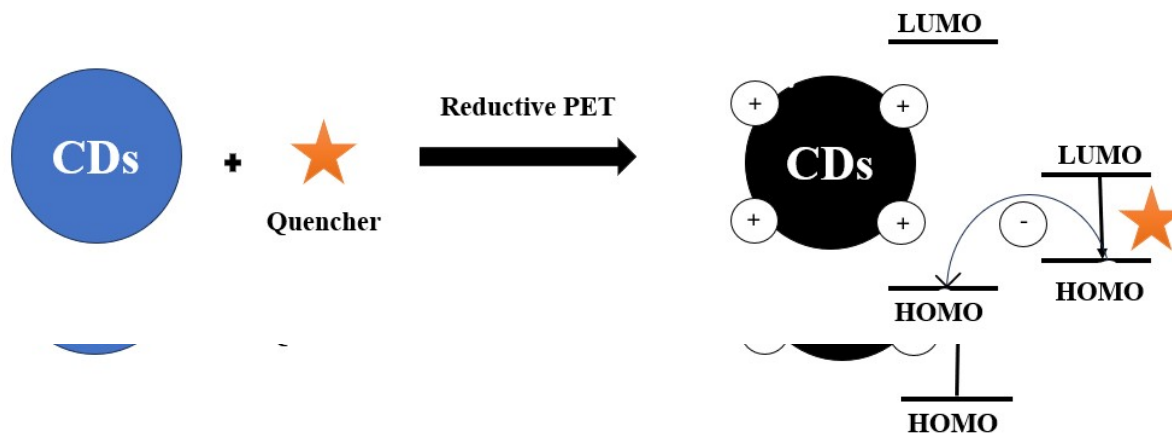 LUMO
Reductive PET
CDs
+
Quencher
+
+
CDs
+
+
LUMO
-
HOMO
HOMO
HOMO